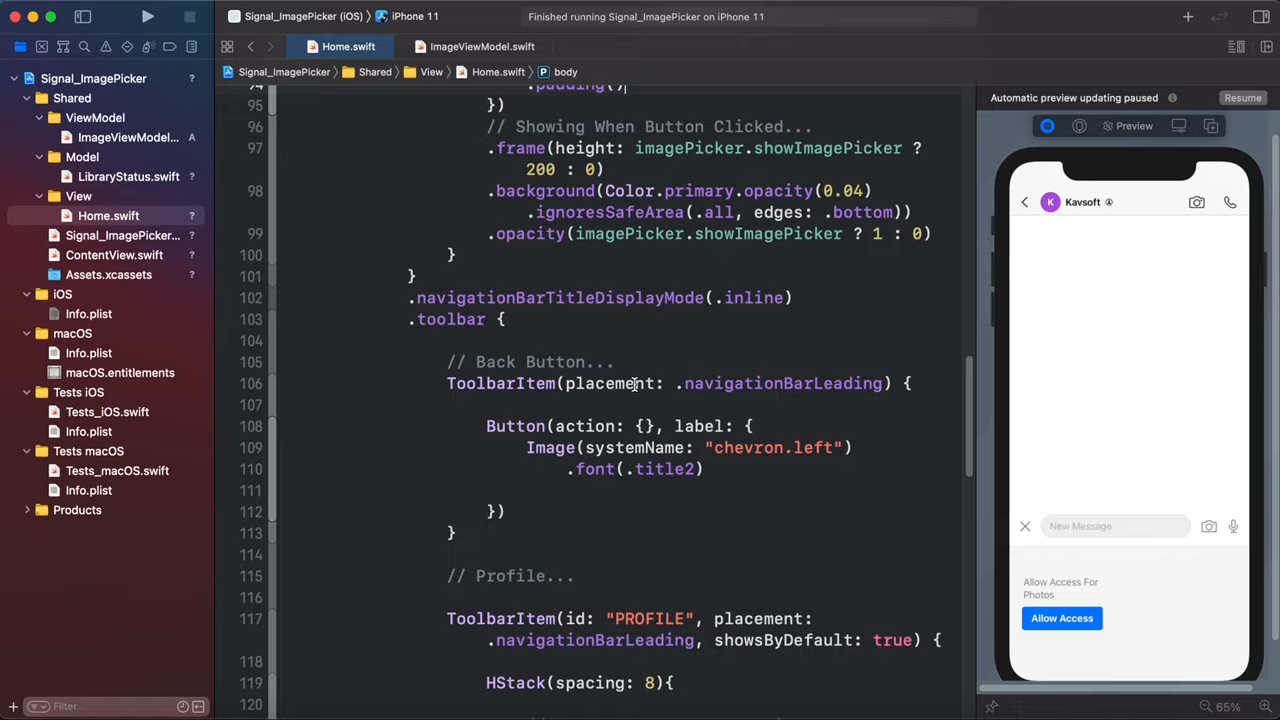 Signal_ImagePicker (iOS) iPhone 11
Finished running Signal_ImagePicker on iPhone 11
Home.swift
ImageViewModel.swift
Signal_ImagePicker
Shared
View
Home.swift
P body
Signal_ImagePicker ?
Shared
ViewModel
ImageViewModel... A
Model
LibraryStatus.swift ?
View
Home.swift ?
Signal_ImagePicker... ?
ContentView.swift ?
Assets.xcassets ?
iOS
Info.plist
macOS
Info.plist
macOS.entitlements
Tests iOS
Tests_iOS.swift
Info.plist
Tests macOS
Tests_macOS.swift
Info.plist
Products
Filter
94 .padding()
95 })
96 // Showing When Button Clicked...
97 .frame(height: imagePicker.showImagePicker ?
200 : 0)
98 .background(Color.primary.opacity(0.04)
.ignoresSafeArea(.all, edges: .bottom))
99 .opacity(imagePicker.showImagePicker ? 1 : 0)
100 }
101 }
102 .navigationBarTitleDisplayMode(.inline)
103 .toolbar {
104
105 // Back Button...
106 ToolbarItem(placement: .navigationBarLeading) {
107
108 Button(action: {}, label: {
109 Image(systemName: "chevron.left")
110 .font(.title2)
111
112 })
113 }
114
115 // Profile...
116
117 ToolbarItem(id: "PROFILE", placement:
.navigationBarLeading, showsByDefault: true) {
118
119 HStack(spacing: 8){
120
Automatic preview updating paused
Resume
Preview
K Kavsoft
New Message
Allow Access For
Photos
Allow Access
65%